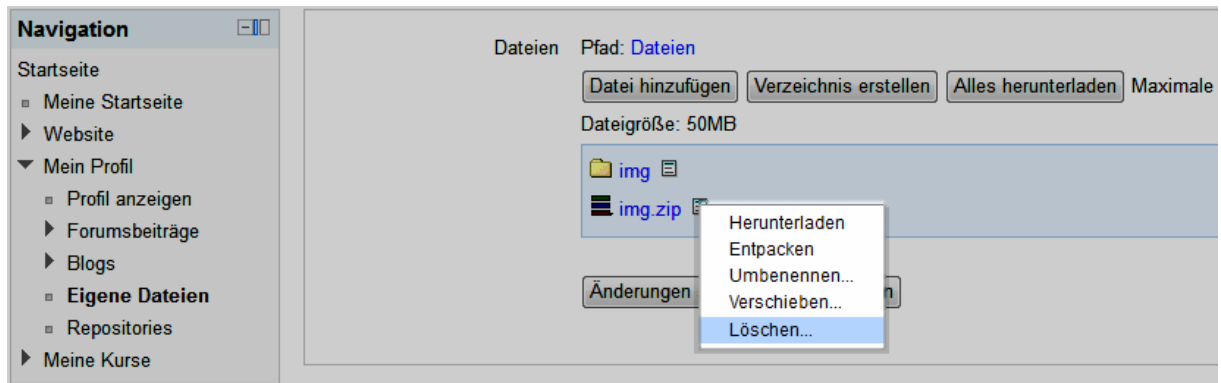 Navigation
Startseite
Meine Startseite
Website
Mein Profil
Profil anzeigen
Forumsbeiträge
Blogs
Eigene Dateien
Repositories
Meine Kurse
Dateien Pfad: Dateien
Datei hinzufügen Verzeichnis erstellen Alles herunterladen Maximale
Dateigröße: 50MB
img
img.zip
Herunterladen
Entpacken
Umbenennen...
Verschieben...
Löschen...
Änderungen